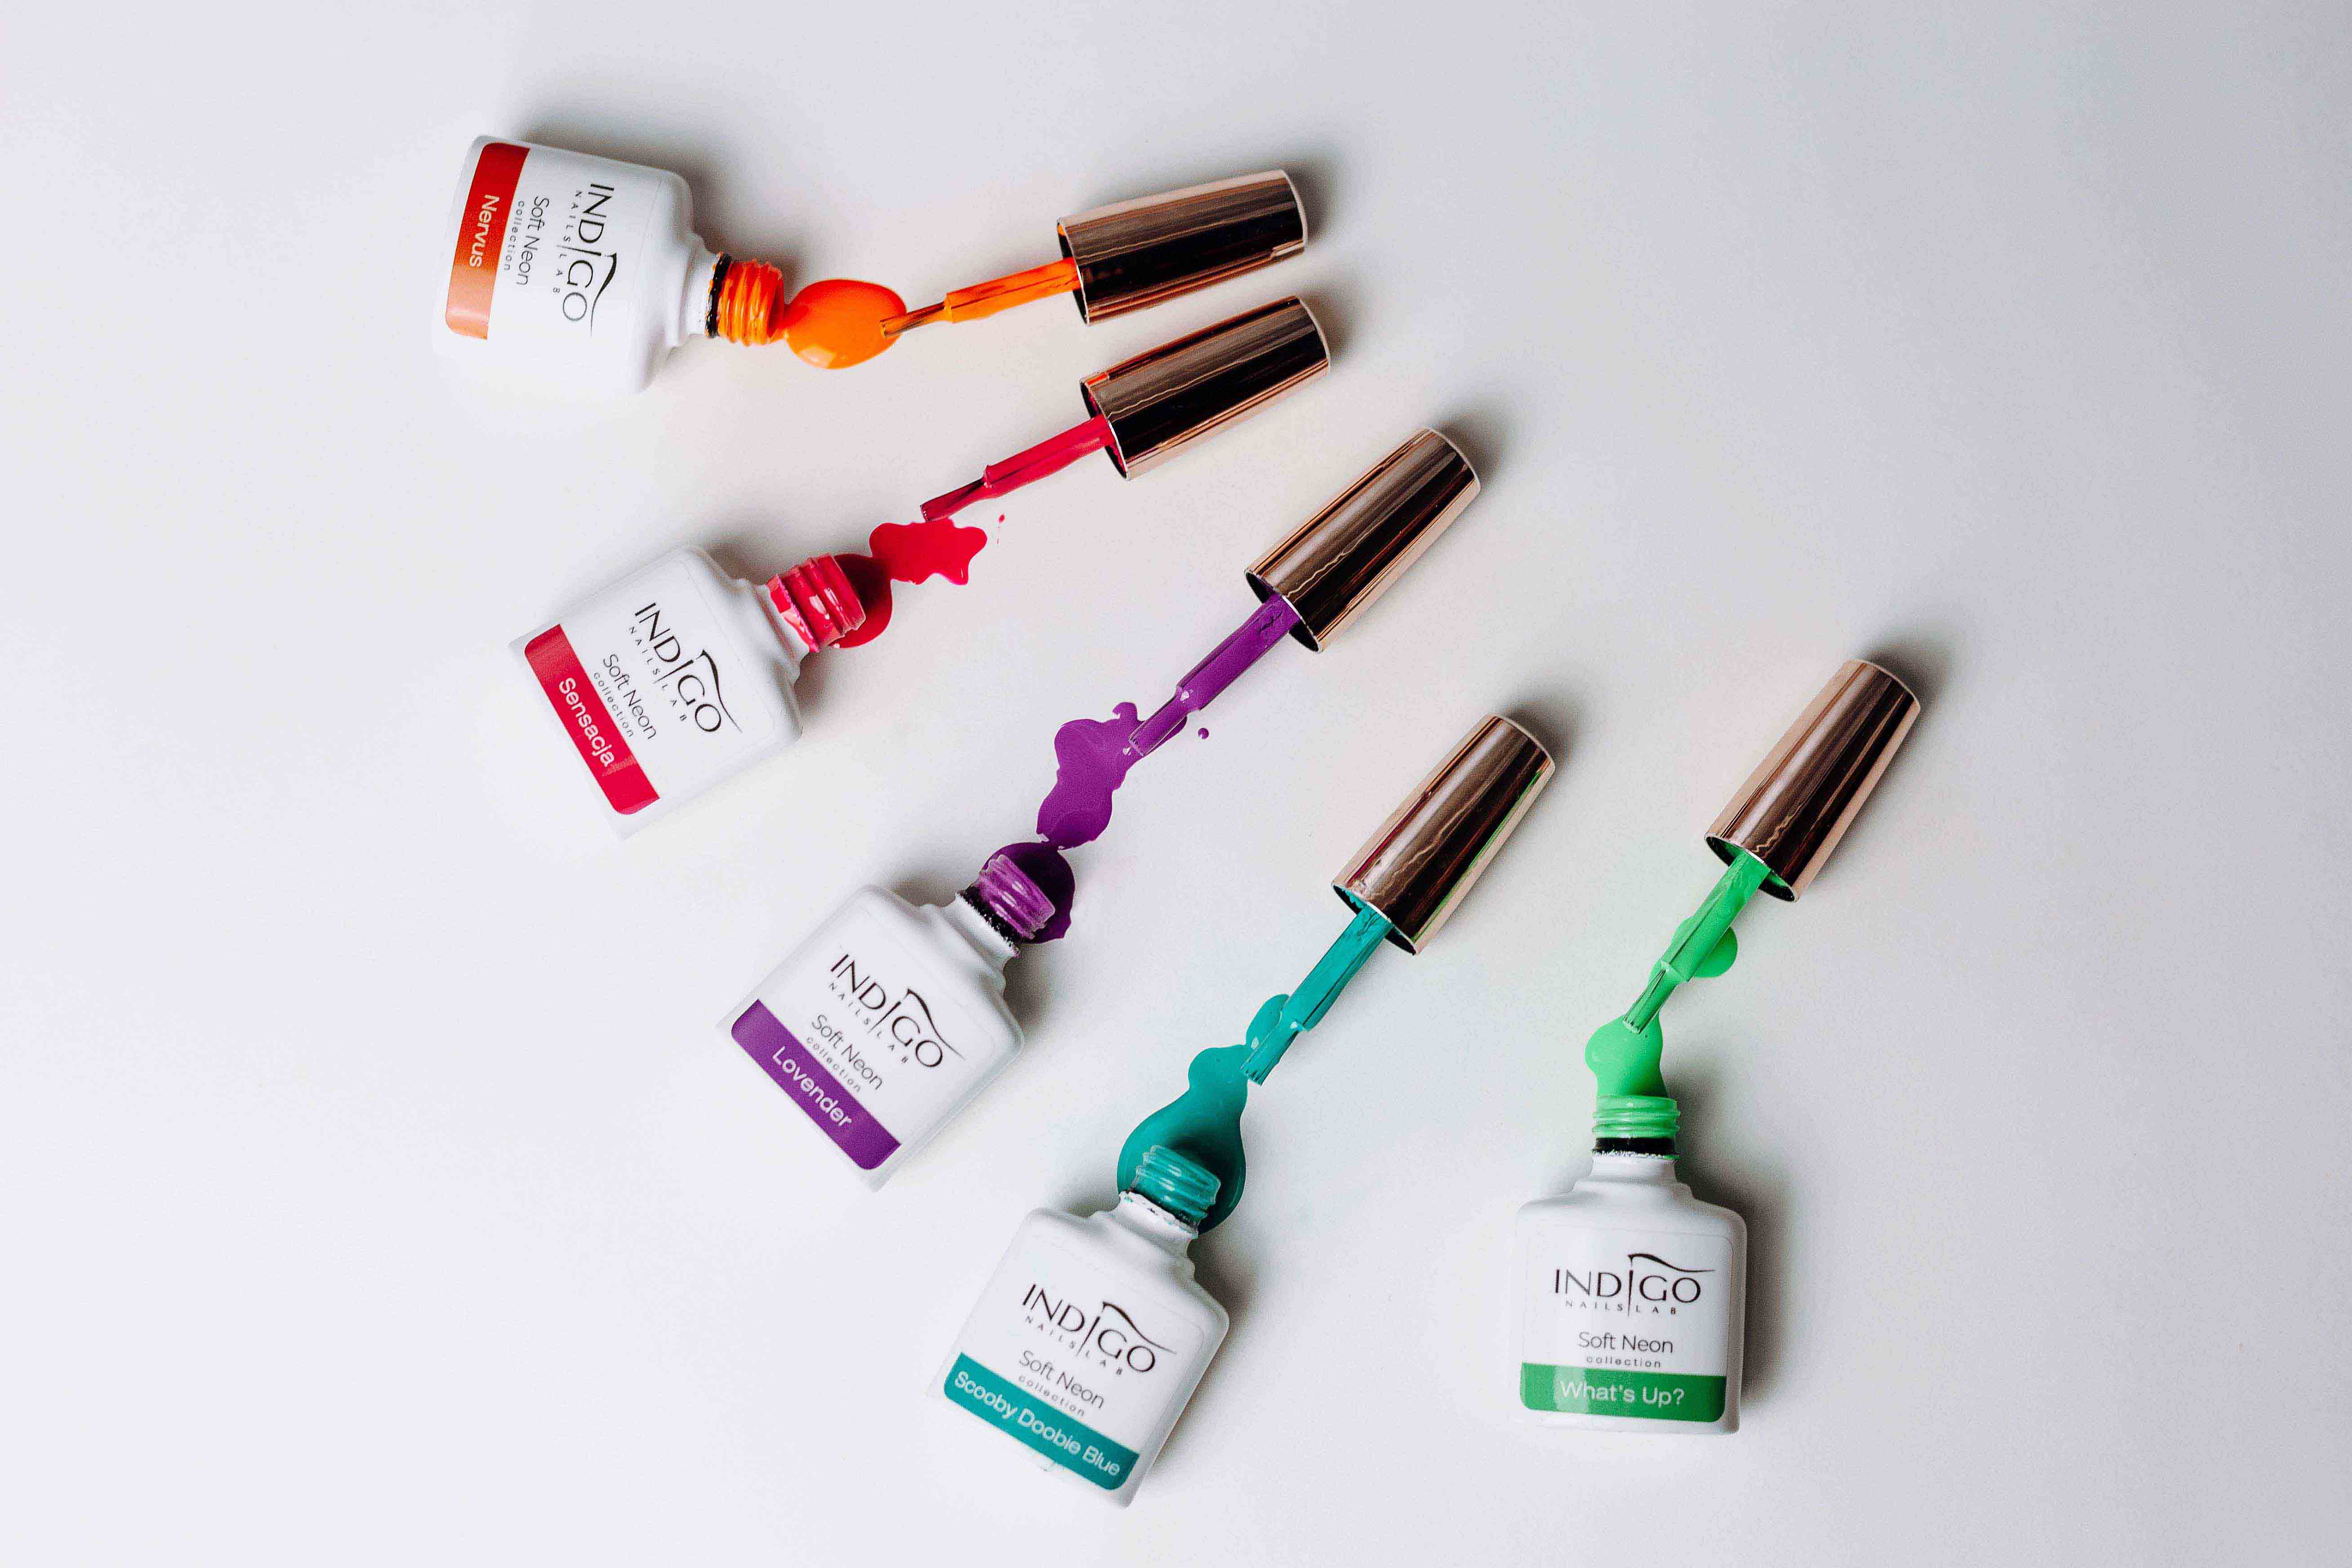 INDIGO
NAILS LAB
Soft Neon
collection
Nervus
INDIGO
NAILS LAB
Soft Neon
collection
Sensacja
INDIGO
NAILS LAB
Soft Neon
collection
Lovender
INDIGO
NAILS LAB
Soft Neon
collection
Scooby Doobie Blue
INDIGO
NAILS LAB
Soft Neon
collection
What's Up?